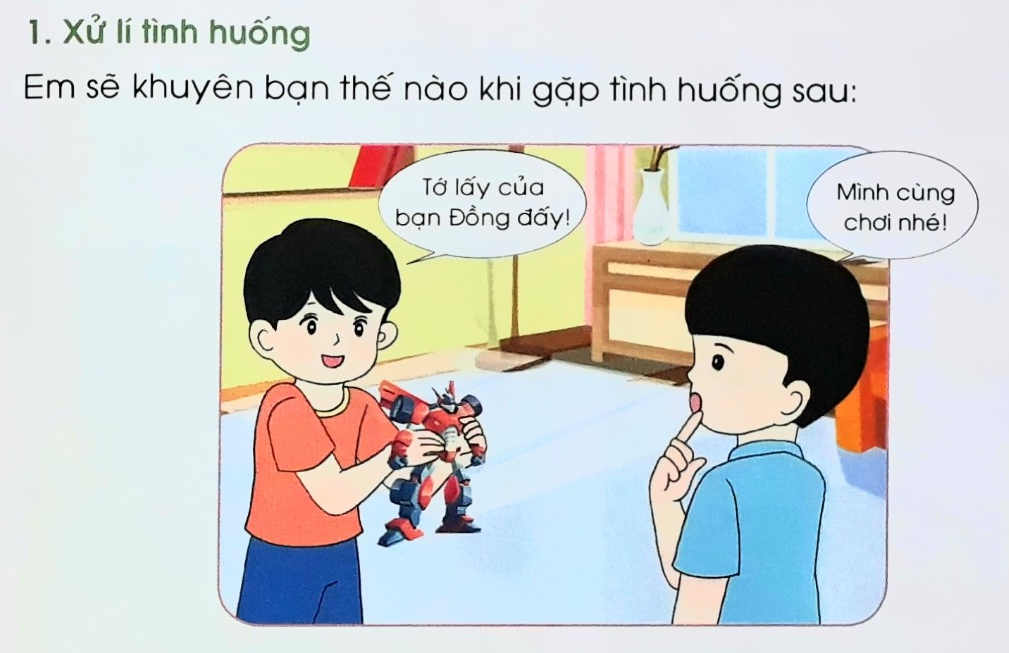 1. Xử lí tình huống
Em sẽ khuyên bạn thế nào khi gặp tình huống sau:
Tớ lấy của
bạn Đồng đấy!
Mình cùng
chơi nhé!